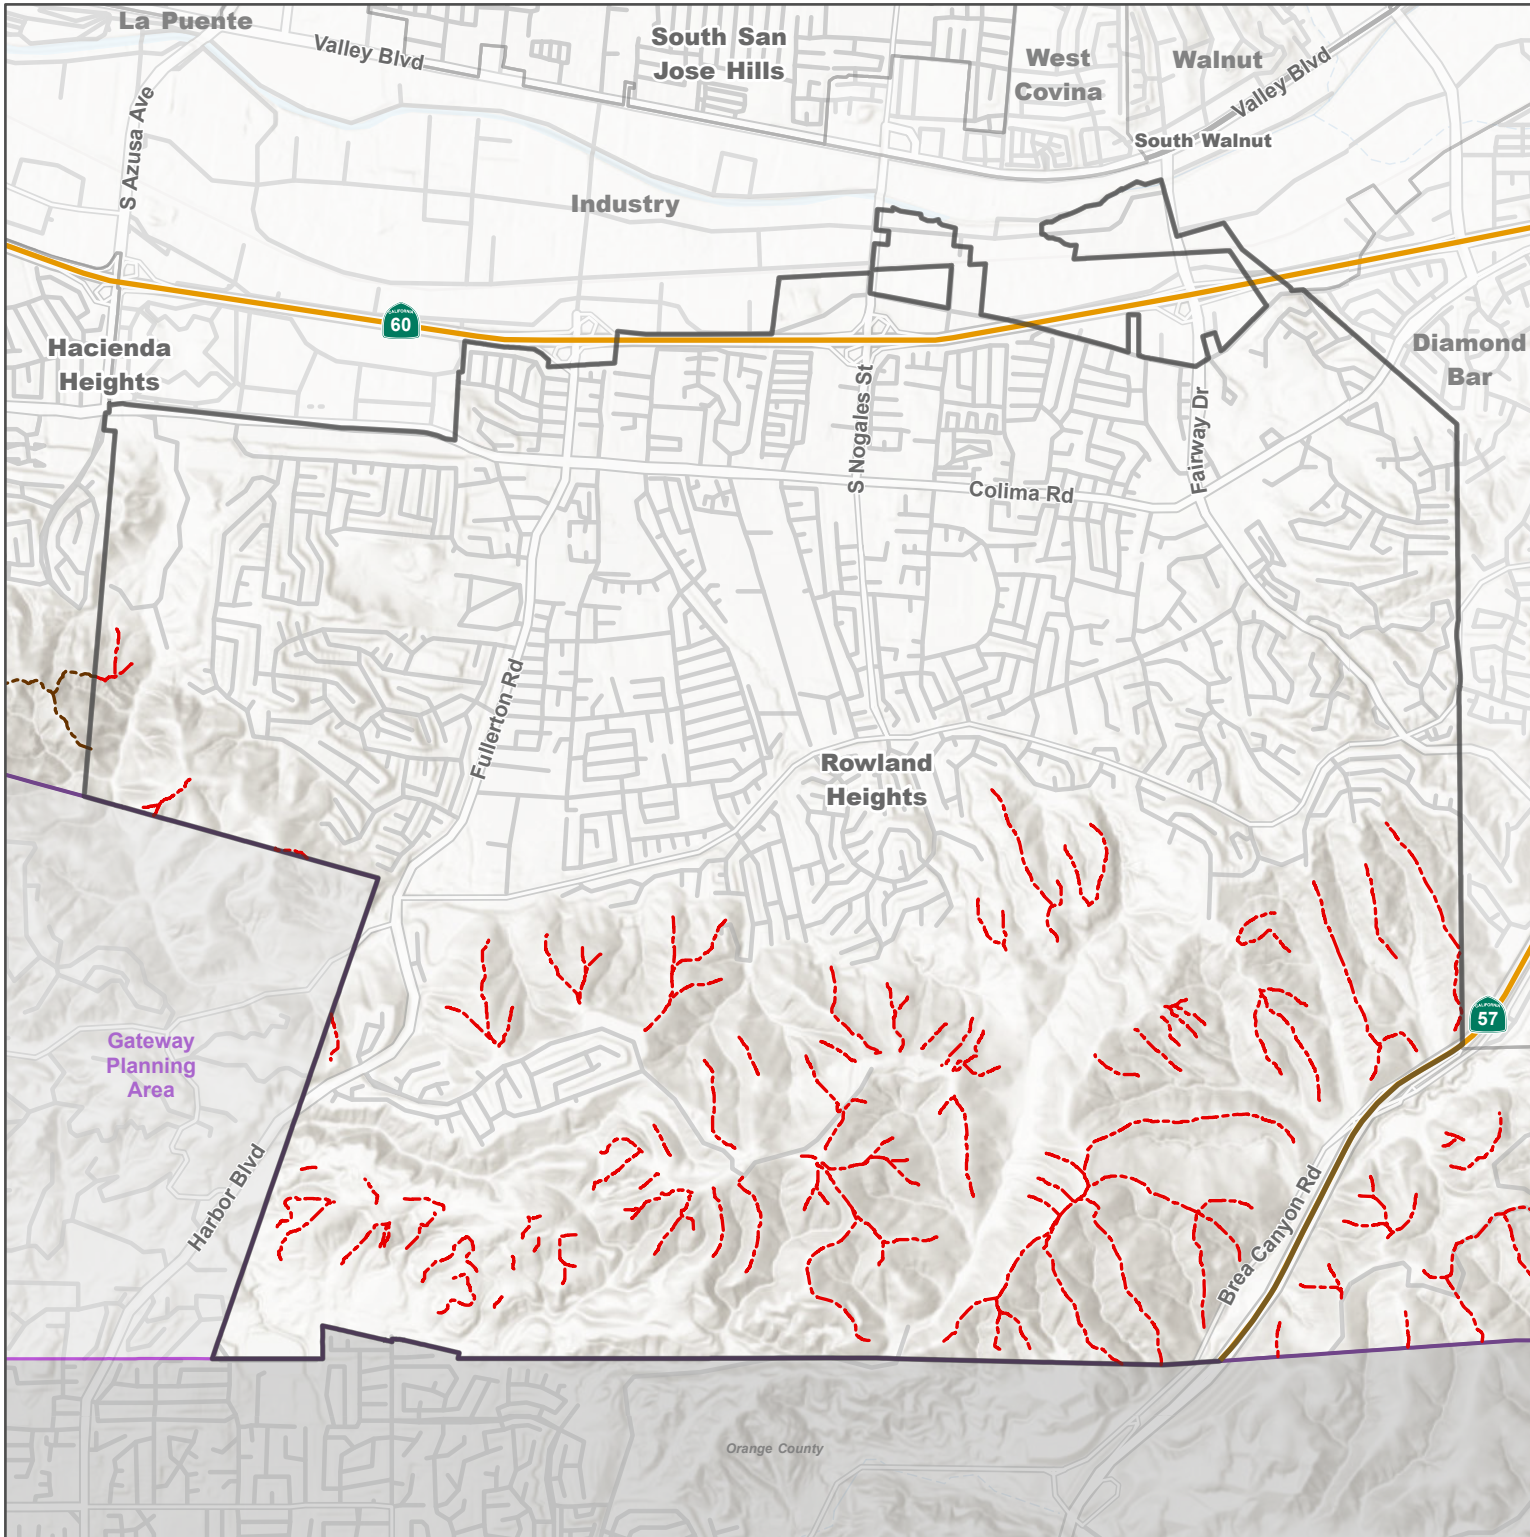 La Puente
Valley Blvd
South San
Jose Hills
West
Covina
Walnut
Valley Blvd
South Walnut
S Azusa Ave
Industry
CALIFORNIA
60
Hacienda
Heights
Diamond
Bar
S Nogales St
Fairway Dr
Colima Rd
Fullerton Rd
Rowland
Heights
CALIFORNIA
57
Gateway
Planning
Area
Harbor Blvd
Brea Canyon Rd
Orange County